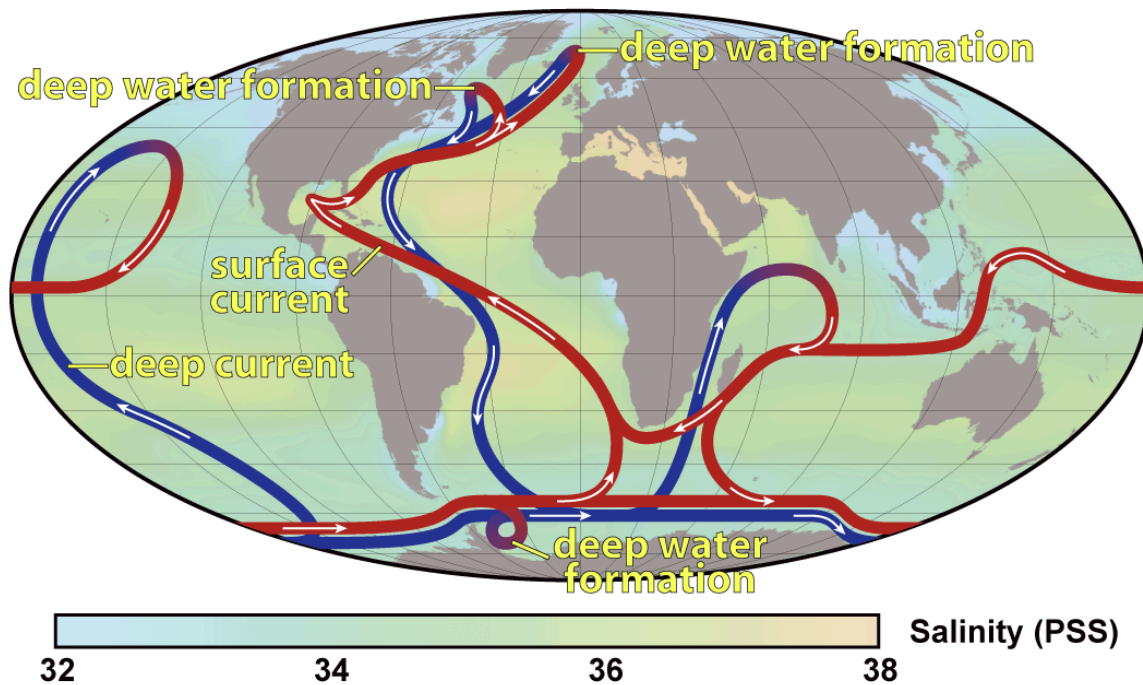 deep water formation
deep water formation
surface
current
deep current
deep water
formation
Salinity (PSS)
32
34
36
38